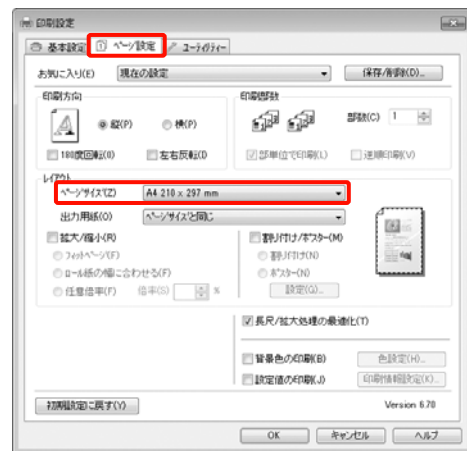 印刷設定
基本設定 ページ設定 ユーティリティー
お気に入り(E) 現在の設定 保存/削除(D)...
印刷方向 印刷部数
縦(P) 横(P) 部数(C) 1
180度回転(O) 左右反転(I) 部単位で印刷(L) 逆順印刷(V)
レイアウト
ページサイズ(Z) A4 210 x 297 mm
出力用紙(O) ページサイズと同じ
拡大/縮小(R) 割り付け/ポスター(M)
フィットページ(F) 割り付け(N)
ロール紙の幅に合わせる(F) ポスター(N)
任意倍率(F) 倍率(S) % 設定(G)...
長尺/拡大処理の最適化(T)
背景色の印刷(B) 色設定(H)...
設定値の印刷(J) 印刷情報設定(K)...
初期設定に戻す(Y) Version 6.70
OK キャンセル ヘルプ